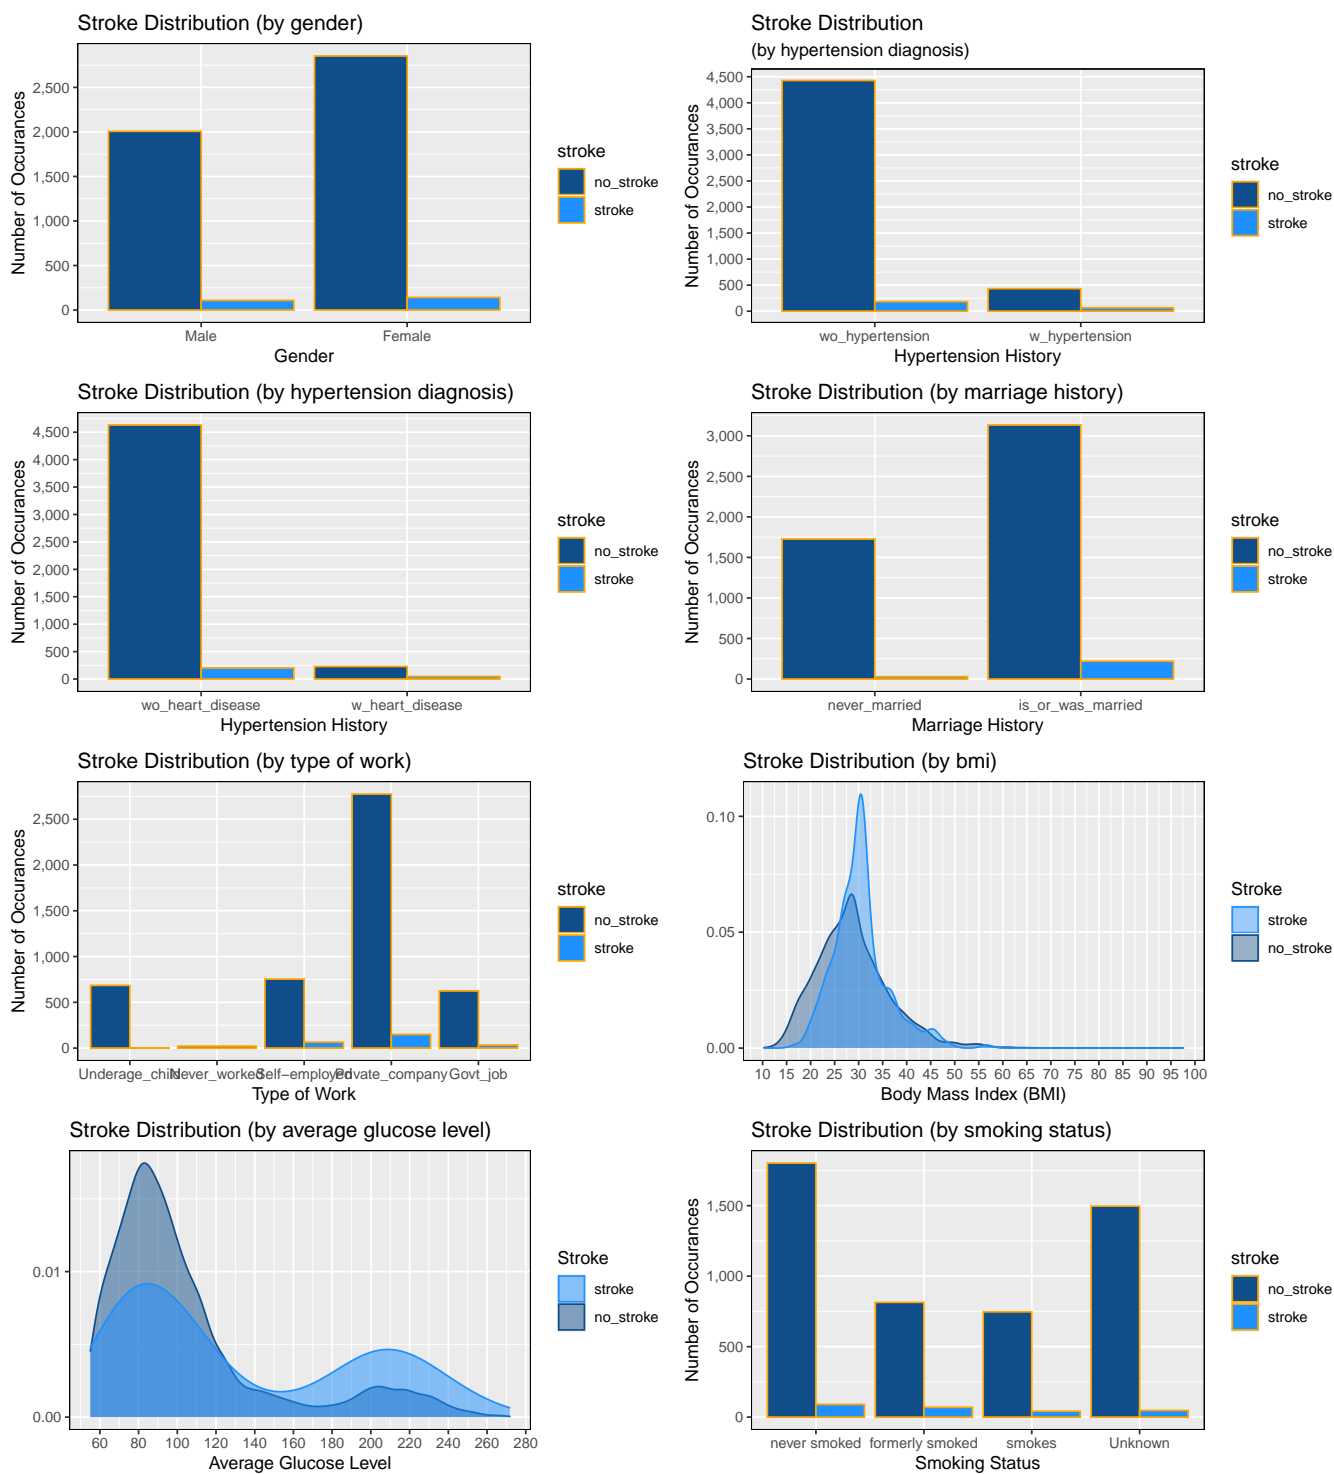 Stroke Distribution (by gender)
Number of Occurances
2,500
2,000
1,500
1,000
500
0
Male Female
Gender
stroke
no_stroke
stroke
Stroke Distribution
(by hypertension diagnosis)
Number of Occurances
4,500
4,000
3,500
3,000
2,500
2,000
1,500
1,000
500
0
wo_hypertension w_hypertension
Hypertension History
stroke
no_stroke
stroke
Stroke Distribution (by hypertension diagnosis)
Number of Occurances
4,500
4,000
3,500
3,000
2,500
2,000
1,500
1,000
500
0
wo_heart_disease w_heart_disease
Hypertension History
stroke
no_stroke
stroke
Stroke Distribution (by marriage history)
Number of Occurances
3,000
2,500
2,000
1,500
1,000
500
0
never_married is_or_was_married
Marriage History
stroke
no_stroke
stroke
Stroke Distribution (by type of work)
Number of Occurances
2,500
2,000
1,500
1,000
500
0
Underage_child Never_worked Self−employed Private_company Govt_job
Type of Work
stroke
no_stroke
stroke
Stroke Distribution (by bmi)
0.10
0.05
0.00
10 15 20 25 30 35 40 45 50 55 60 65 70 75 80 85 90 95 100
Body Mass Index (BMI)
Stroke
stroke
no_stroke
Stroke Distribution (by average glucose level)
0.01
0.00
60 80 100 120 140 160 180 200 220 240 260 280
Average Glucose Level
Stroke
stroke
no_stroke
Stroke Distribution (by smoking status)
Number of Occurances
1,500
1,000
500
0
never smoked formerly smoked smokes Unknown
Smoking Status
stroke
no_stroke
stroke